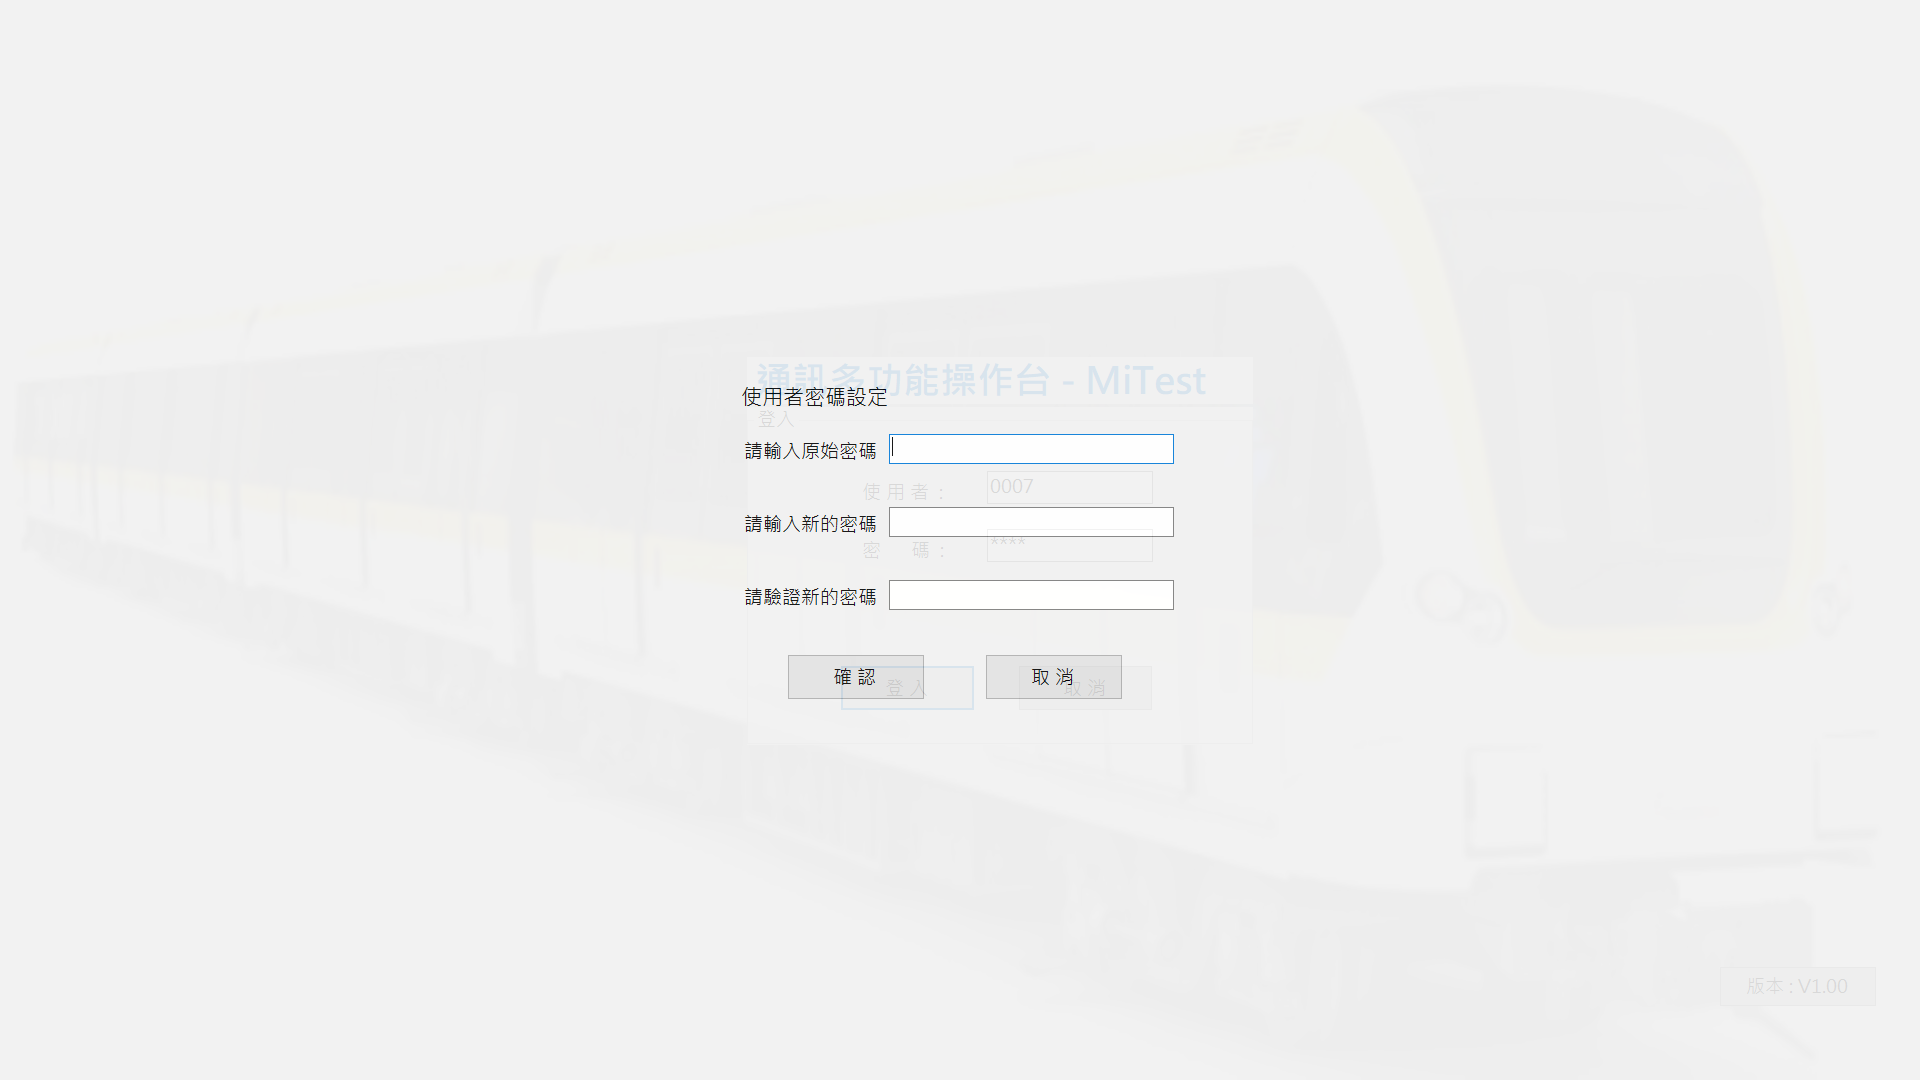 通訊多功能操作台 - MiTest
使用者密碼設定
登入
請輸入原始密碼
使用者：
0007
請輸入新的密碼
密 碼：
****
請驗證新的密碼
確認
取消
登入
取消
版本 : V1.00